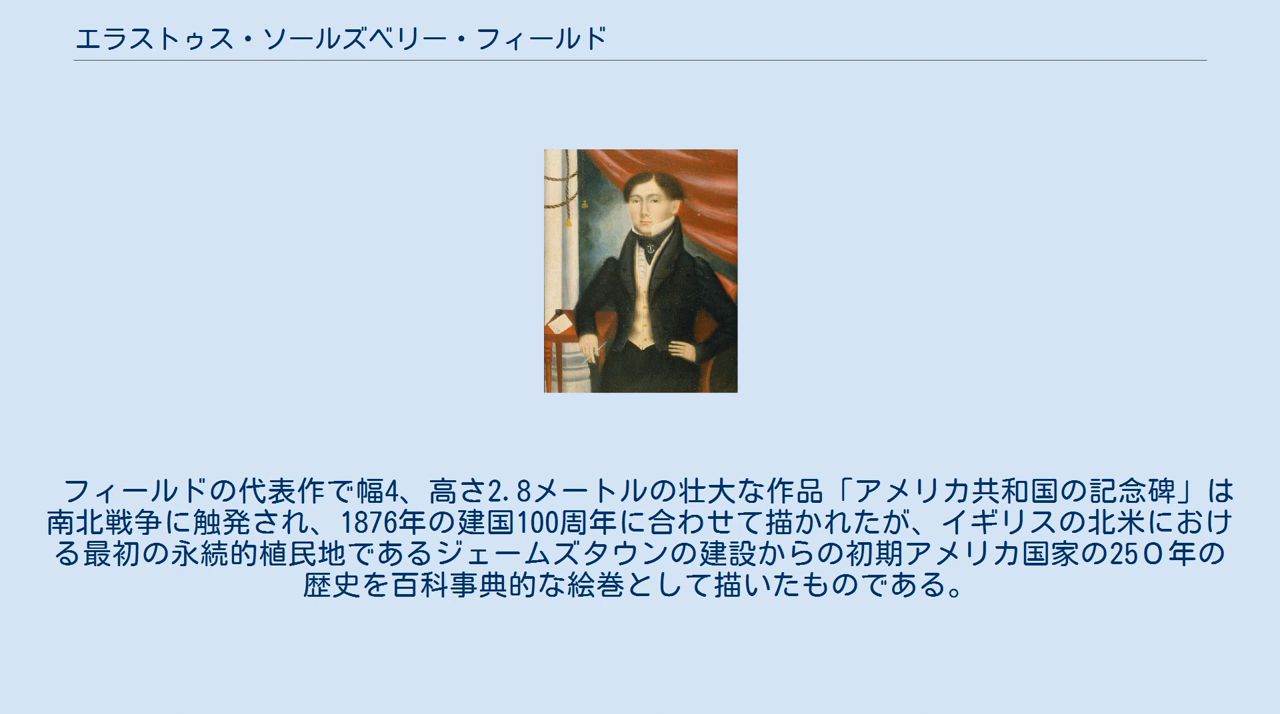 エラストゥス・ソールズベリー・フィールド
フィールドの代表作で幅4、高さ2.8メートルの壮大な作品「アメリカ共和国の記念碑」は
南北戦争に触発され、1876年の建国100周年に合わせて描かれたが、イギリスの北米におけ
る最初の永続的植民地であるジェームズタウンの建設からの初期アメリカ国家の25０年の
歴史を百科事典的な絵巻として描いたものである。